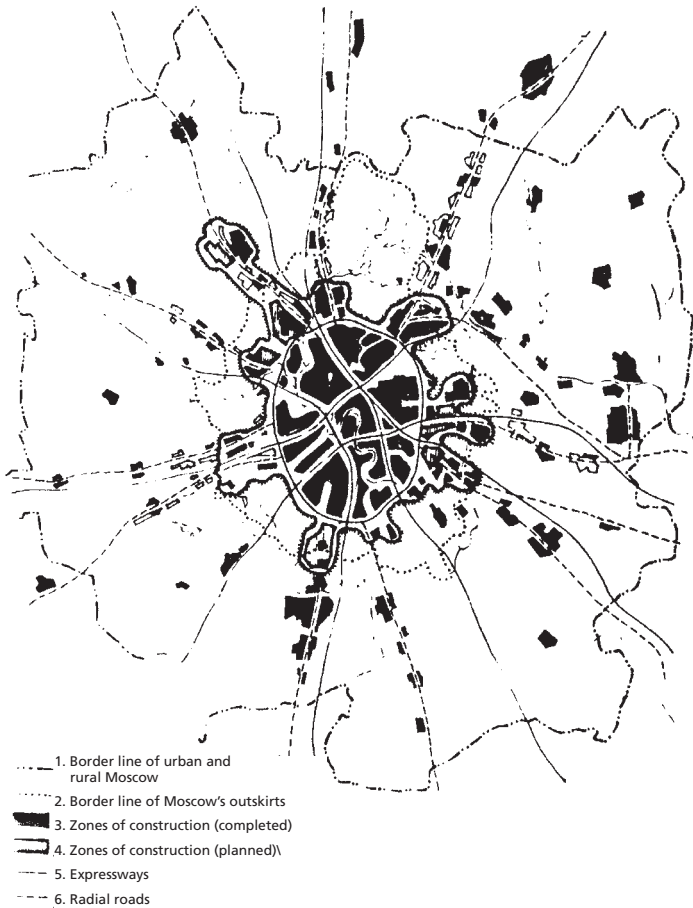 1. Border line of urban and
rural Moscow
2. Border line of Moscow's outskirts
3. Zones of construction (completed)
4. Zones of construction (planned)\
5. Expressways
6. Radial roads